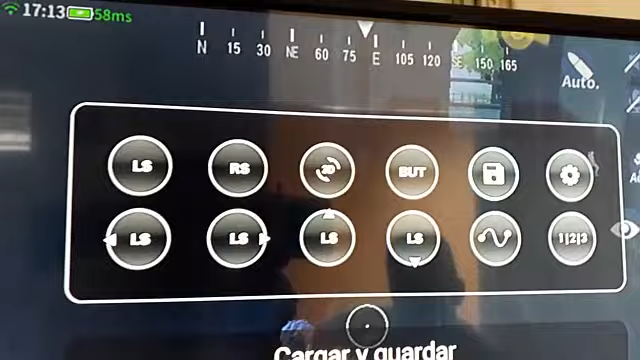 17:13 58ms
N 15 30 NE 60 75 E 105 120 SE 150 165
Auto.
LS RS 3D BUT
LS LS LS LS 1|2|3
Cargar y guardar